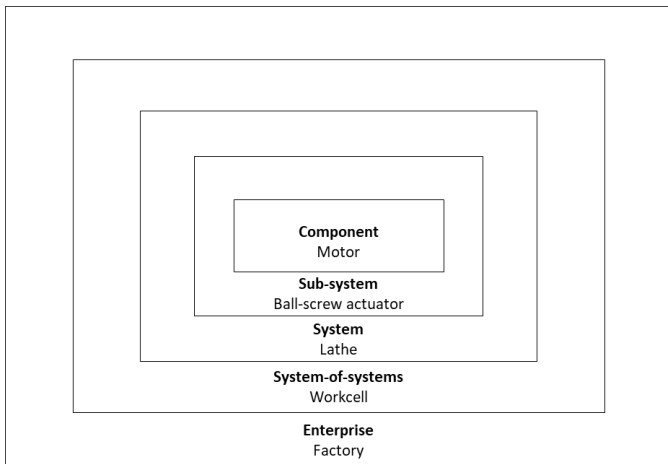 Component
Motor
Sub-system
Ball-screw actuator
System
Lathe
System-of-systems
Workcell
Enterprise
Factory